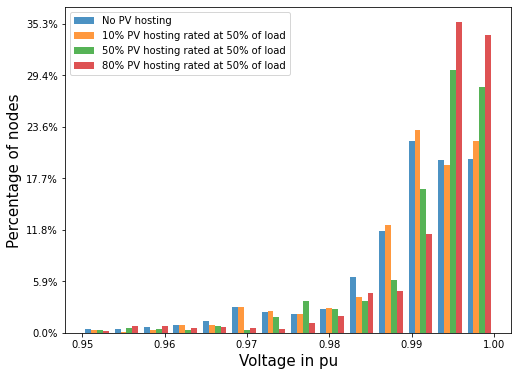 No PV hosting
10% PV hosting rated at 50% of load
50% PV hosting rated at 50% of load
80% PV hosting rated at 50% of load
Percentage of nodes
35.3%
29.4%
23.6%
17.7%
11.8%
5.9%
0.0%
0.95 0.96 0.97 0.98 0.99 1.00
Voltage in pu